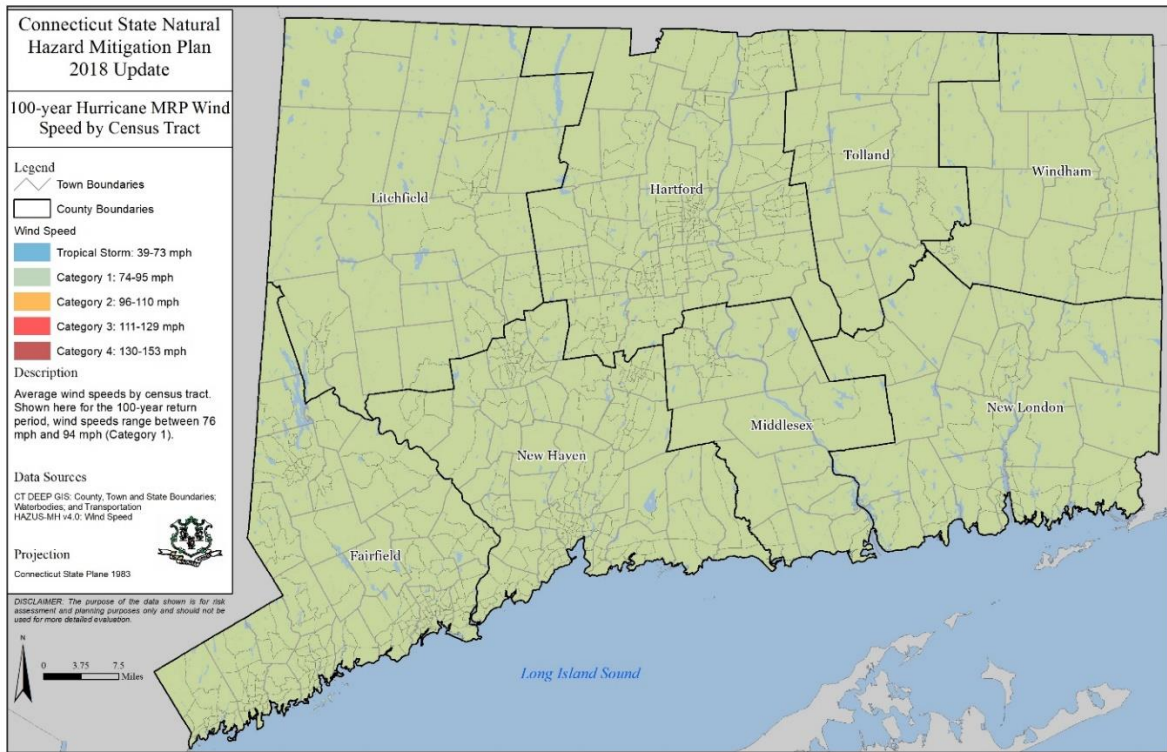 Connecticut State Natural
Hazard Mitigation Plan
2018 Update
100-year Hurricane MRP Wind
Speed by Census Tract
Legend
Town Boundaries
County Boundaries
Wind Speed
Tropical Storm: 39-73 mph
Category 1: 74-95 mph
Category 2: 96-110 mph
Category 3: 111-129 mph
Category 4: 130-153 mph
Description
Average wind speeds by census tract.
Shown here for the 100-year return
period, wind speeds range between 76
mph and 94 mph (Category 1).
Data Sources
CT DEEP GIS: County, Town and State Boundaries;
Waterbodies; and Transportation
HAZUS-MH v4.0: Wind Speed
Projection
Connecticut State Plane 1983
DISCLAIMER: The purpose of the data shown is for risk
assessment and planning purposes only and should not be
used for more detailed evaluation.
N
0 3.75 7.5
Miles
Litchfield
Hartford
Tolland
Windham
New Haven
Middlesex
New London
Fairfield
Long Island Sound